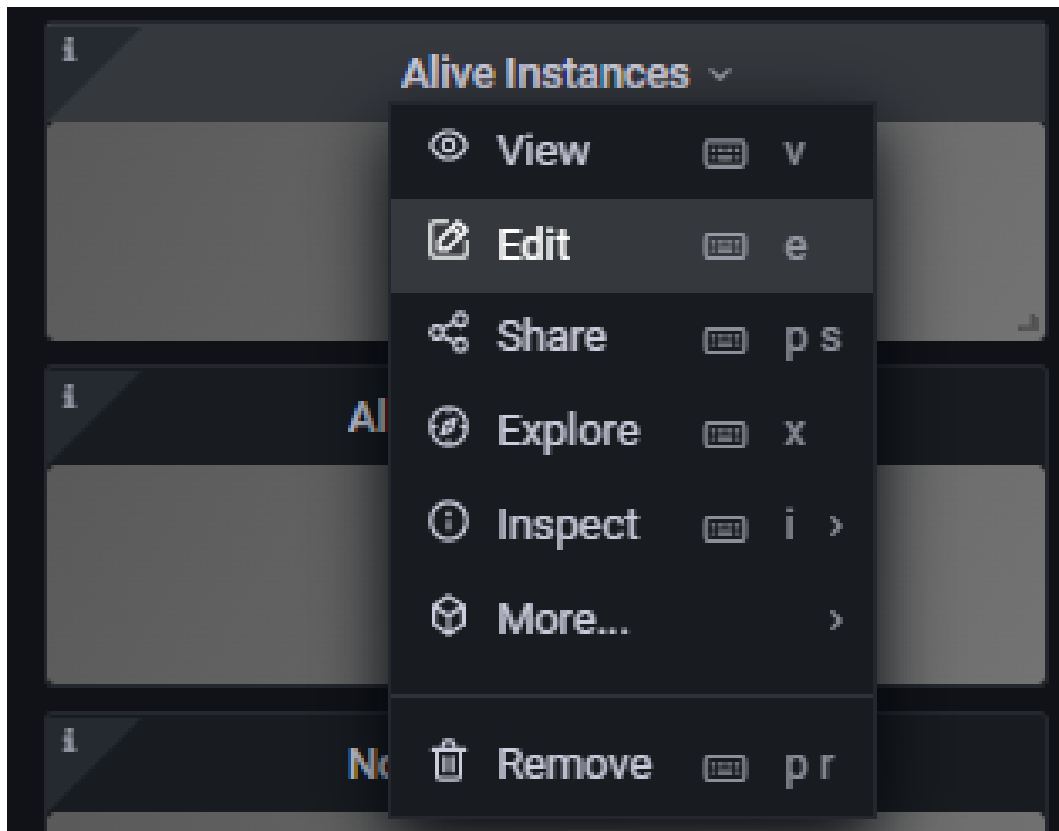 i
Alive Instances
View v
Edit e
Share p s
i
Al
Explore x
Inspect i
More...
i
No
Remove p r